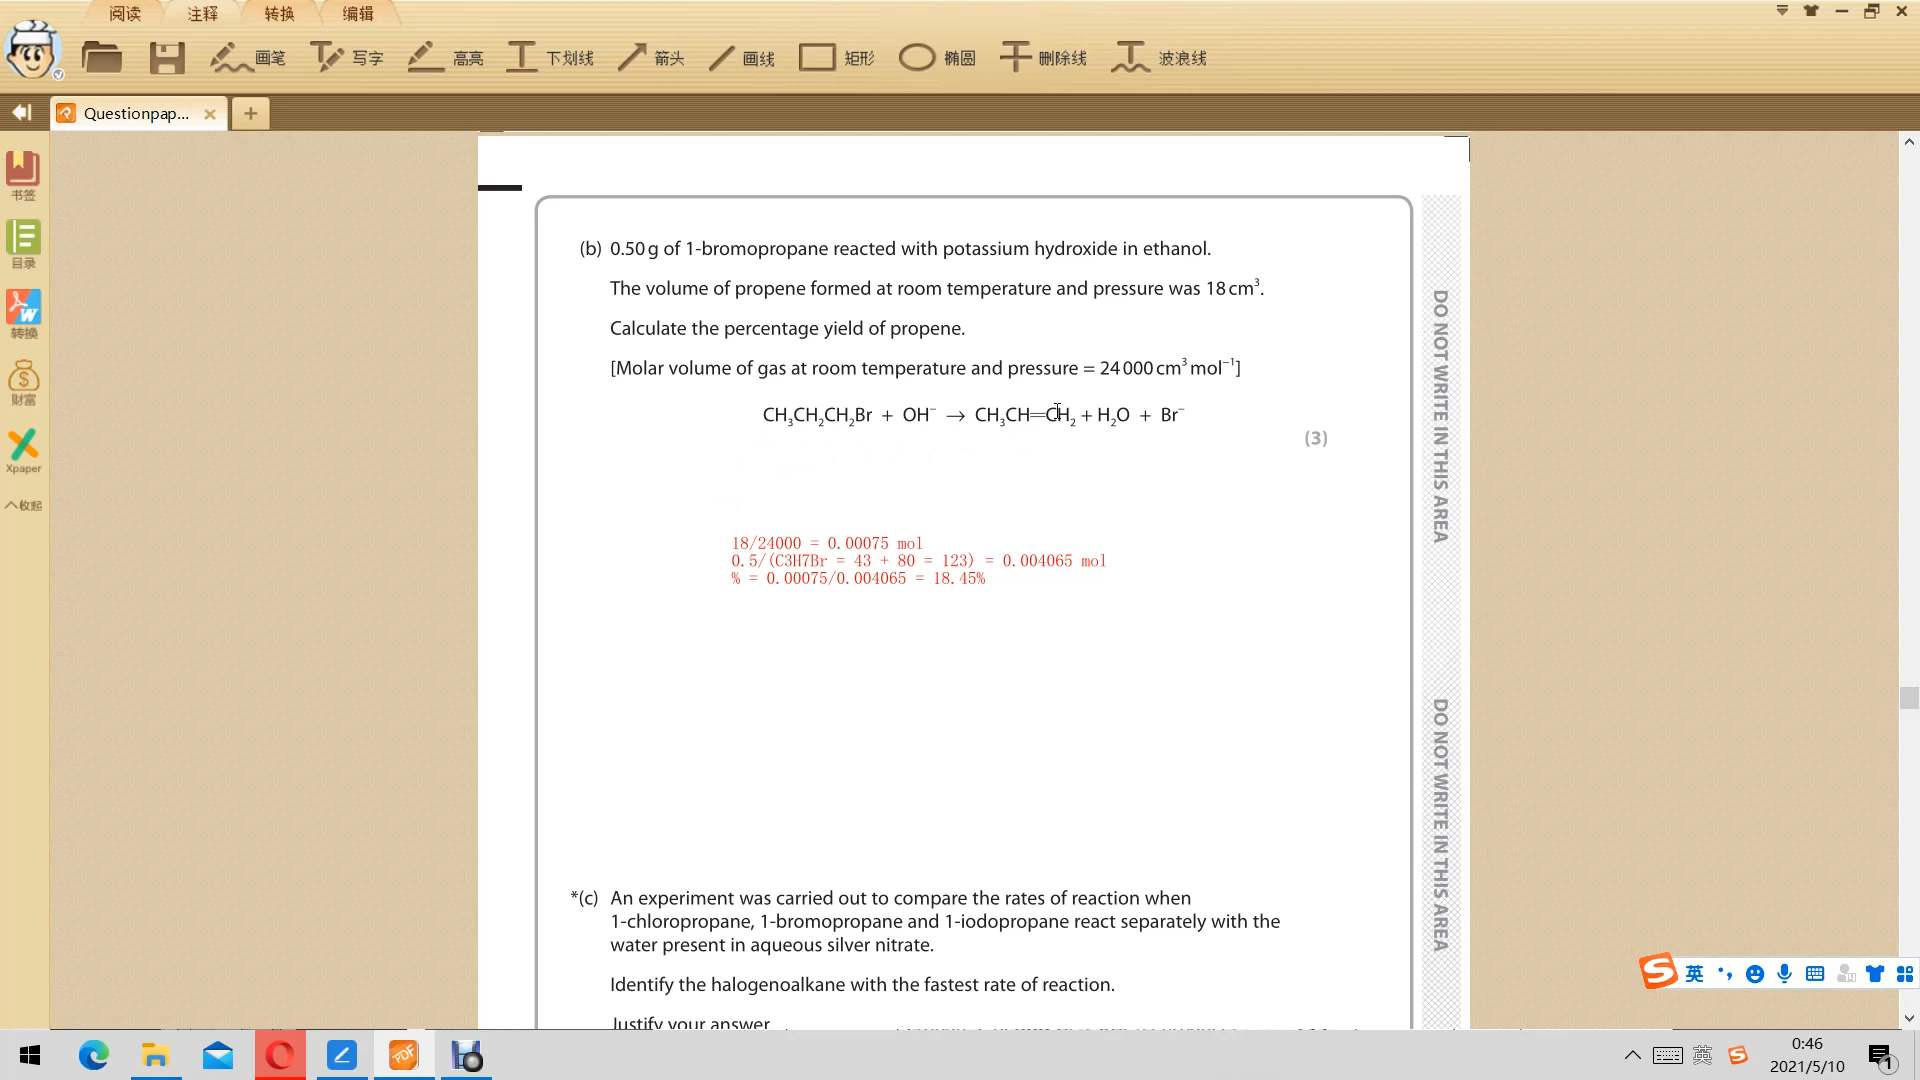 阅读 注释 转换 编辑
画笔 写字 高亮 下划线 箭头 画线 矩形 椭圆 删除线 波浪线
Questionpap...
书签
目录
转换
财富
Xpaper
收起
(b) 0.50 g of 1-bromopropane reacted with potassium hydroxide in ethanol.
The volume of propene formed at room temperature and pressure was 18 cm³.
Calculate the percentage yield of propene.
[Molar volume of gas at room temperature and pressure = 24 000 cm³ mol⁻¹]
CH₃CH₂CH₂Br + OH⁻ → CH₃CH═CH₂ + H₂O + Br⁻
(3)
18/24000 = 0.00075 mol
0.5/(C3H7Br = 43 + 80 = 123) = 0.004065 mol
% = 0.00075/0.004065 = 18.45%
*(c) An experiment was carried out to compare the rates of reaction when
1-chloropropane, 1-bromopropane and 1-iodopropane react separately with the
water present in aqueous silver nitrate.
Identify the halogenoalkane with the fastest rate of reaction.
Justify your answer
DO NOT WRITE IN THIS AREA
DO NOT WRITE IN THIS AREA
英
PDF
英
0:46
2021/5/10
1